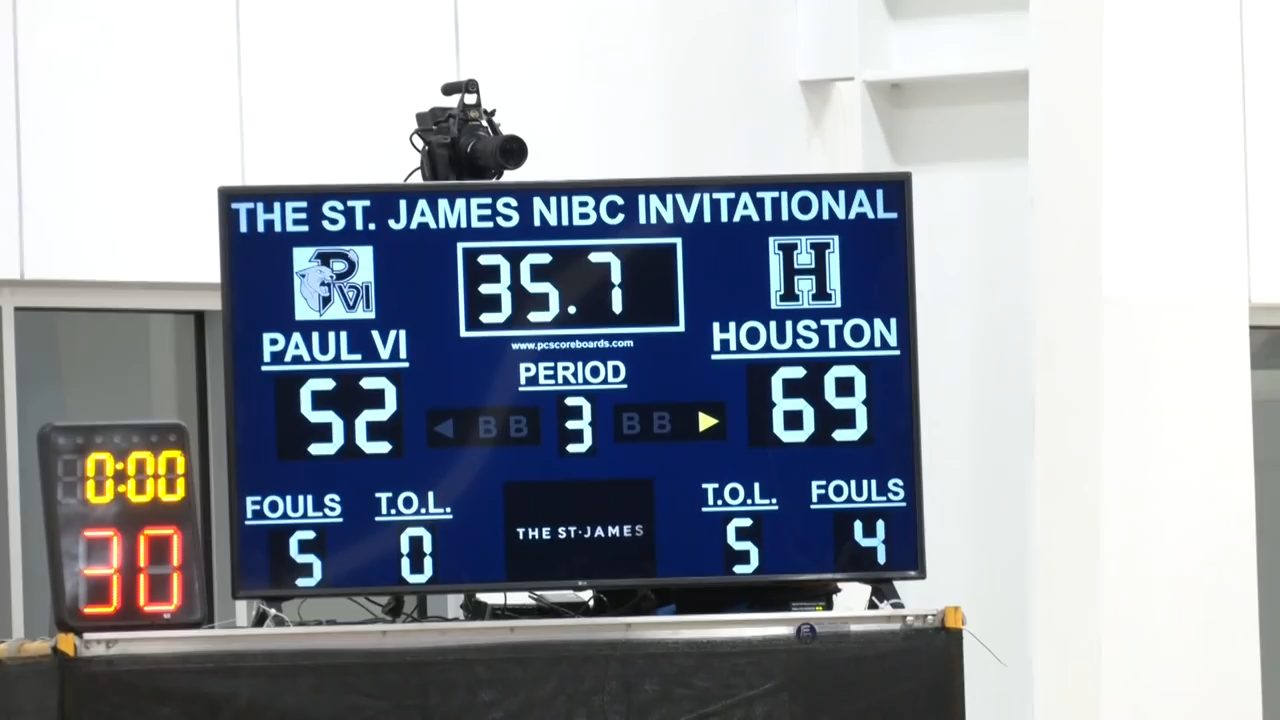 THE ST. JAMES NIBC INVITATIONAL
PVI
35.7
H
PAUL VI
www.pcscoreboards.com
HOUSTON
PERIOD
52
BB
3
BB
69
0:00
30
FOULS
T.O.L.
THE ST·JAMES
T.O.L.
FOULS
5
0
5
4